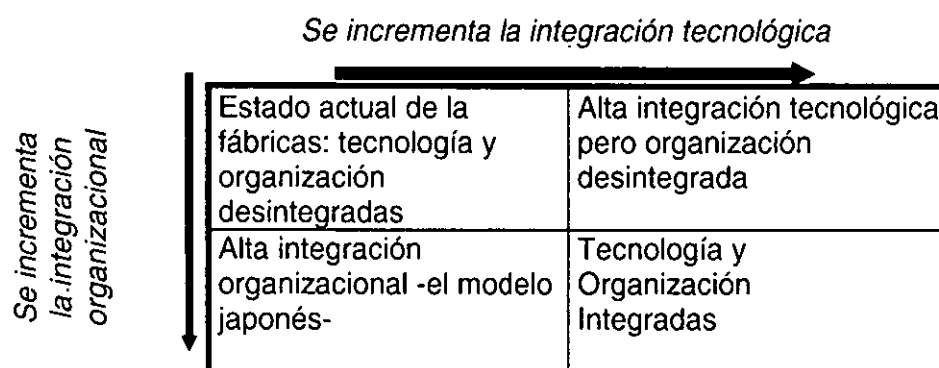 Se incrementa la integración tecnológica
Se incrementa
la integración
organizacional
Estado actual de la
fábricas: tecnología y
organización
desintegradas
Alta integración tecnológica
pero organización
desintegrada
Alta integración
organizacional -el modelo
japonés-
Tecnología y
Organización
Integradas